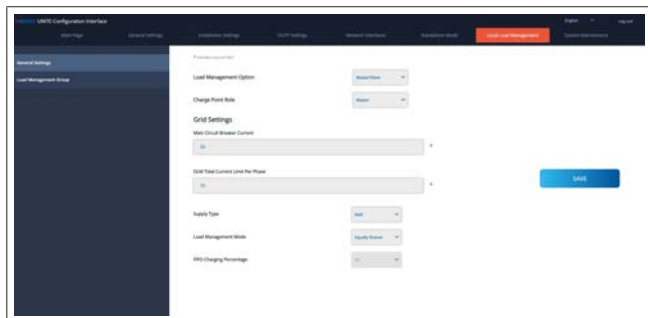 UNITE Configuration Interface
English
Log out
Main Page
General Settings
Installation Settings
OCPP Settings
Network Interfaces
Standalone Mode
Local Load Management
System Maintenance
General Settings
Load Management Group
Load Management Option
Master/Slave
Charge Point Role
Master
Grid Settings
Main Circuit Breaker Current
*
DLM Total Current Limit Per Phase
*
SAVE
Supply Type
Load Management Mode
Equally Shared
FIFO Charging Percentage